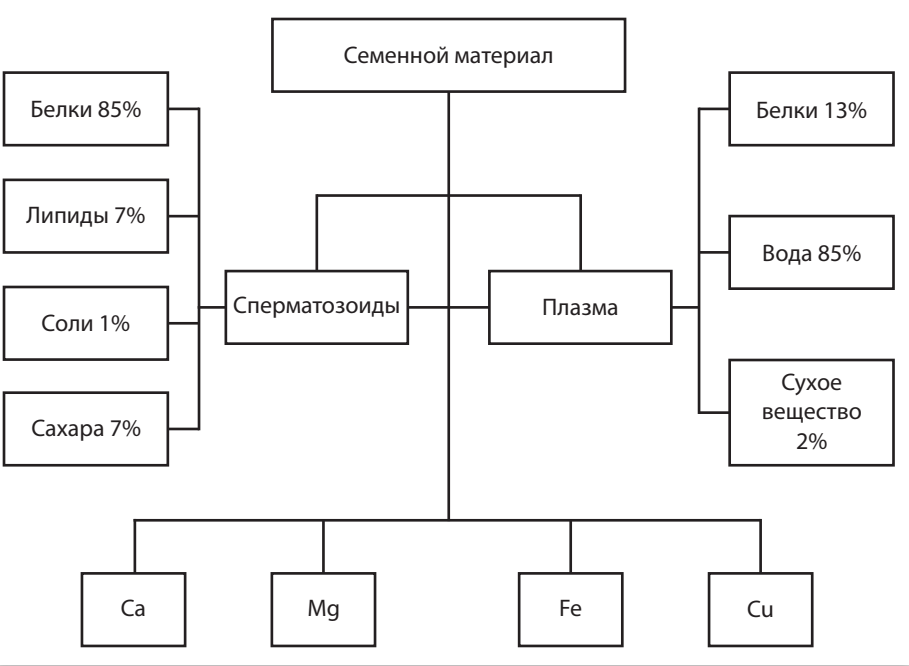 Семенной материал
Белки 85%
Белки 13%
Липиды 7%
Вода 85%
Сперматозоиды
Плазма
Соли 1%
Сухое
вещество
2%
Сахара 7%
Ca
Mg
Fe
Cu